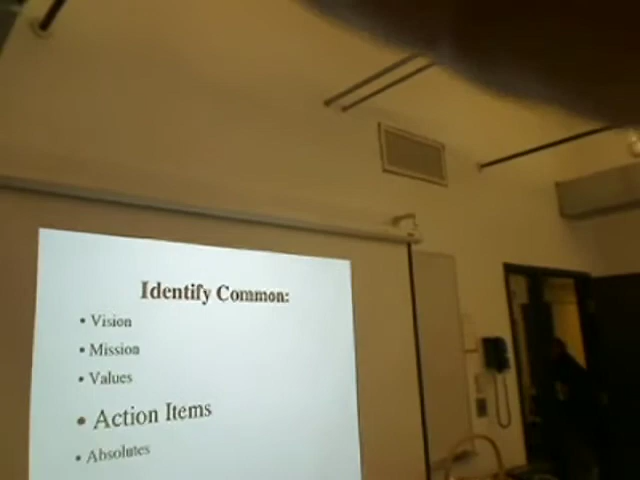 Identify Common:
• Vision
• Mission
• Values
• Action Items
• Absolutes